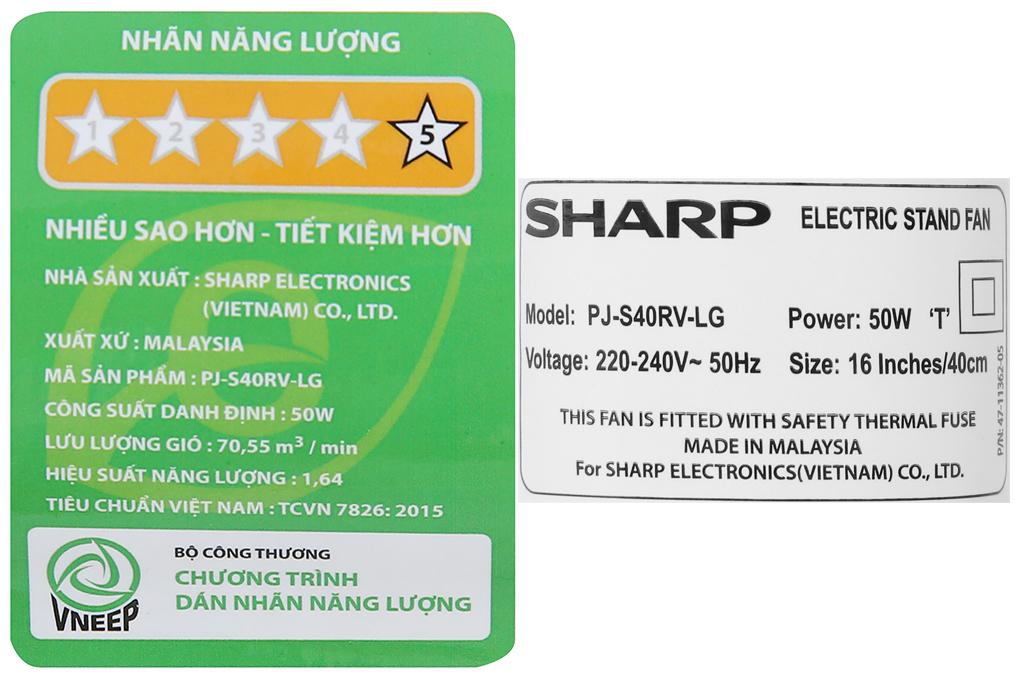 NHÃN NĂNG LƯỢNG
1 2 3 4 5
NHIỀU SAO HƠN - TIẾT KIỆM HƠN
NHÀ SẢN XUẤT : SHARP ELECTRONICS
(VIETNAM) CO., LTD.
XUẤT XỨ : MALAYSIA
MÃ SẢN PHẨM : PJ-S40RV-LG
CÔNG SUẤT DANH ĐỊNH : 50W
LƯU LƯỢNG GIÓ : 70,55 m³ / min
HIỆU SUẤT NĂNG LƯỢNG : 1,64
TIÊU CHUẨN VIỆT NAM : TCVN 7826: 2015
VNEEP
BỘ CÔNG THƯƠNG
CHƯƠNG TRÌNH
DÁN NHÃN NĂNG LƯỢNG
SHARP ELECTRIC STAND FAN
Model: PJ-S40RV-LG Power: 50W 'T'
Voltage: 220-240V~ 50Hz Size: 16 Inches/40cm
THIS FAN IS FITTED WITH SAFETY THERMAL FUSE
MADE IN MALAYSIA
For SHARP ELECTRONICS(VIETNAM) CO., LTD.
P/N: 47-11362-05